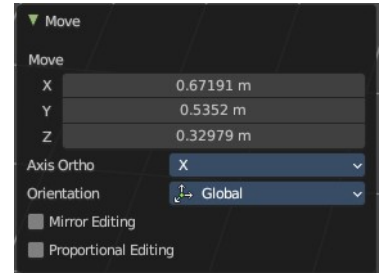 Move
Move
X 0.67191 m
Y 0.5352 m
Z 0.32979 m
Axis Ortho X
Orientation Global
Mirror Editing
Proportional Editing